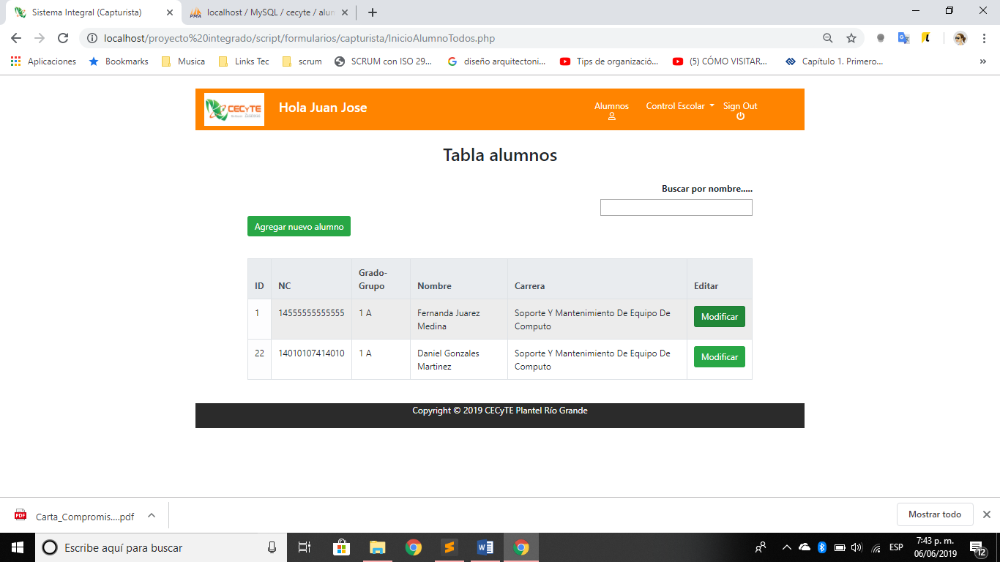 Sistema Integral (Capturista)
localhost / MySQL / cecyte / alun
localhost/proyecto%20integrado/script/formularios/capturista/InicioAlumnoTodos.php
Aplicaciones
Bookmarks
Musica
Links Tec
scrum
SCRUM con ISO 29...
diseño arquitectoni...
Tips de organizació...
(5) CÓMO VISITAR...
Capítulo 1. Primero...
»
CECyTE
Hola Juan Jose
Alumnos
Control Escolar
Sign Out
Tabla alumnos
Buscar por nombre.....
Agregar nuevo alumno
ID NC Grado-Grupo Nombre Carrera Editar
1 14555555555555 1 A Fernanda Juarez Medina Soporte Y Mantenimiento De Equipo De Computo Modificar
22 14010107414010 1 A Daniel Gonzales Martinez Soporte Y Mantenimiento De Equipo De Computo Modificar
Copyright © 2019 CECyTE Plantel Río Grande
PDF
Carta_Compromis....pdf
Mostrar todo
Escribe aquí para buscar
ESP
7:43 p. m.
06/06/2019
12